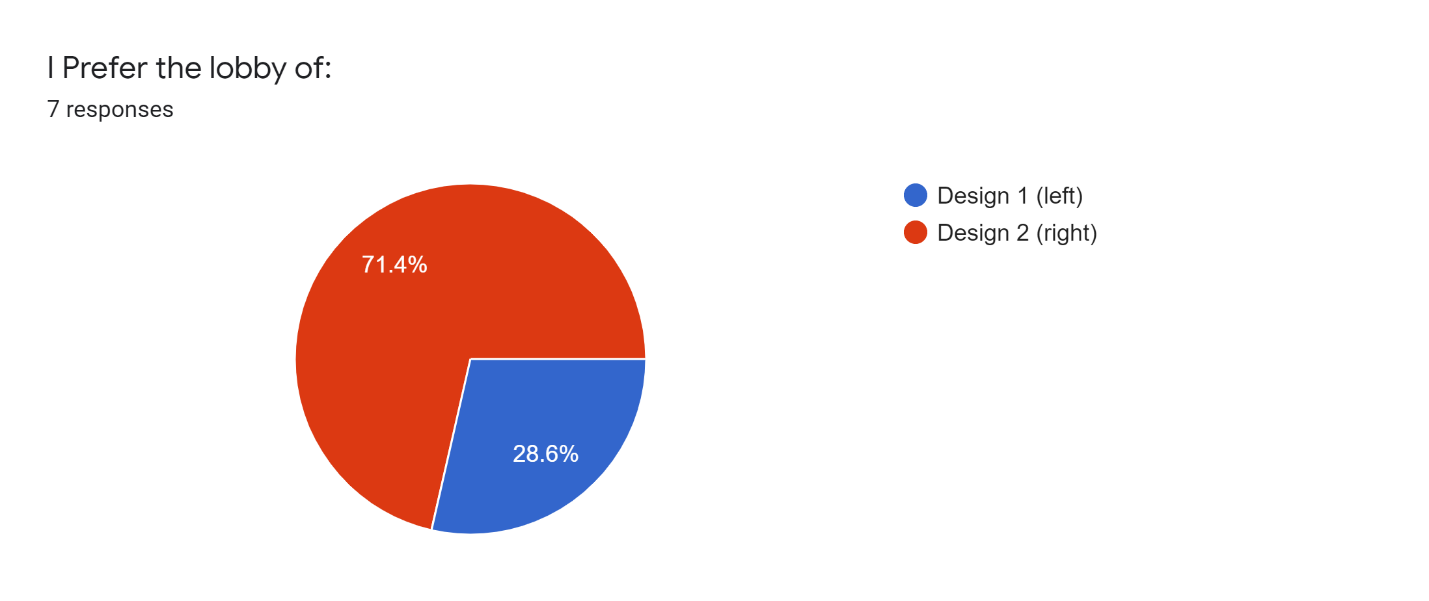 I Prefer the lobby of:
7 responses
Design 1 (left)
Design 2 (right)
71.4%
28.6%